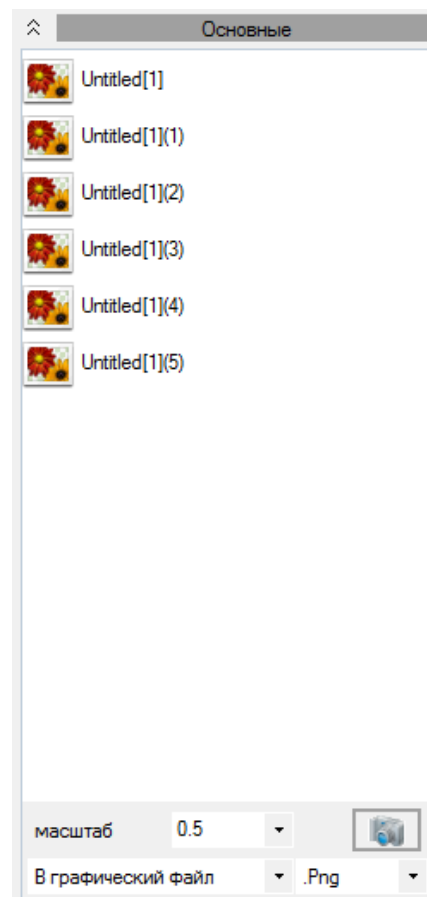 Основные
Untitled[1]
Untitled[1](1)
Untitled[1](2)
Untitled[1](3)
Untitled[1](4)
Untitled[1](5)
масштаб 0.5
В графический файл .Png